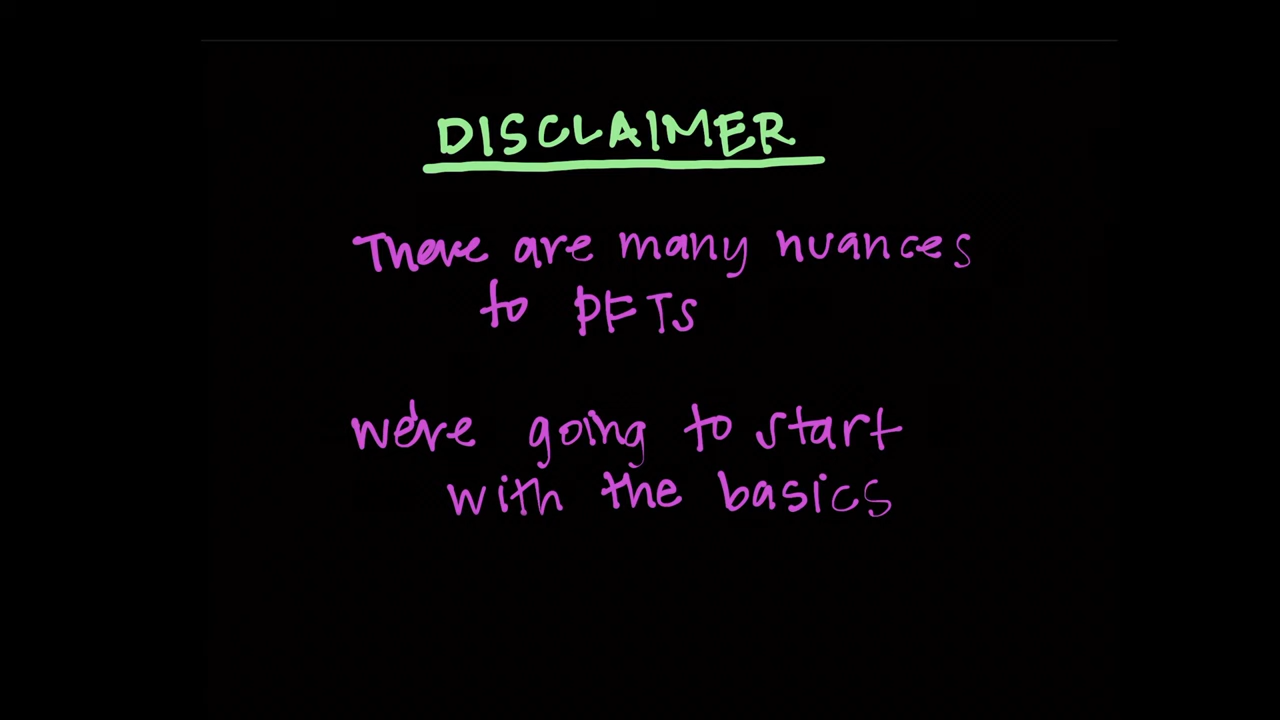 DISCLAIMER
There are many nuances
to PFTs
we're going to start
with the basics